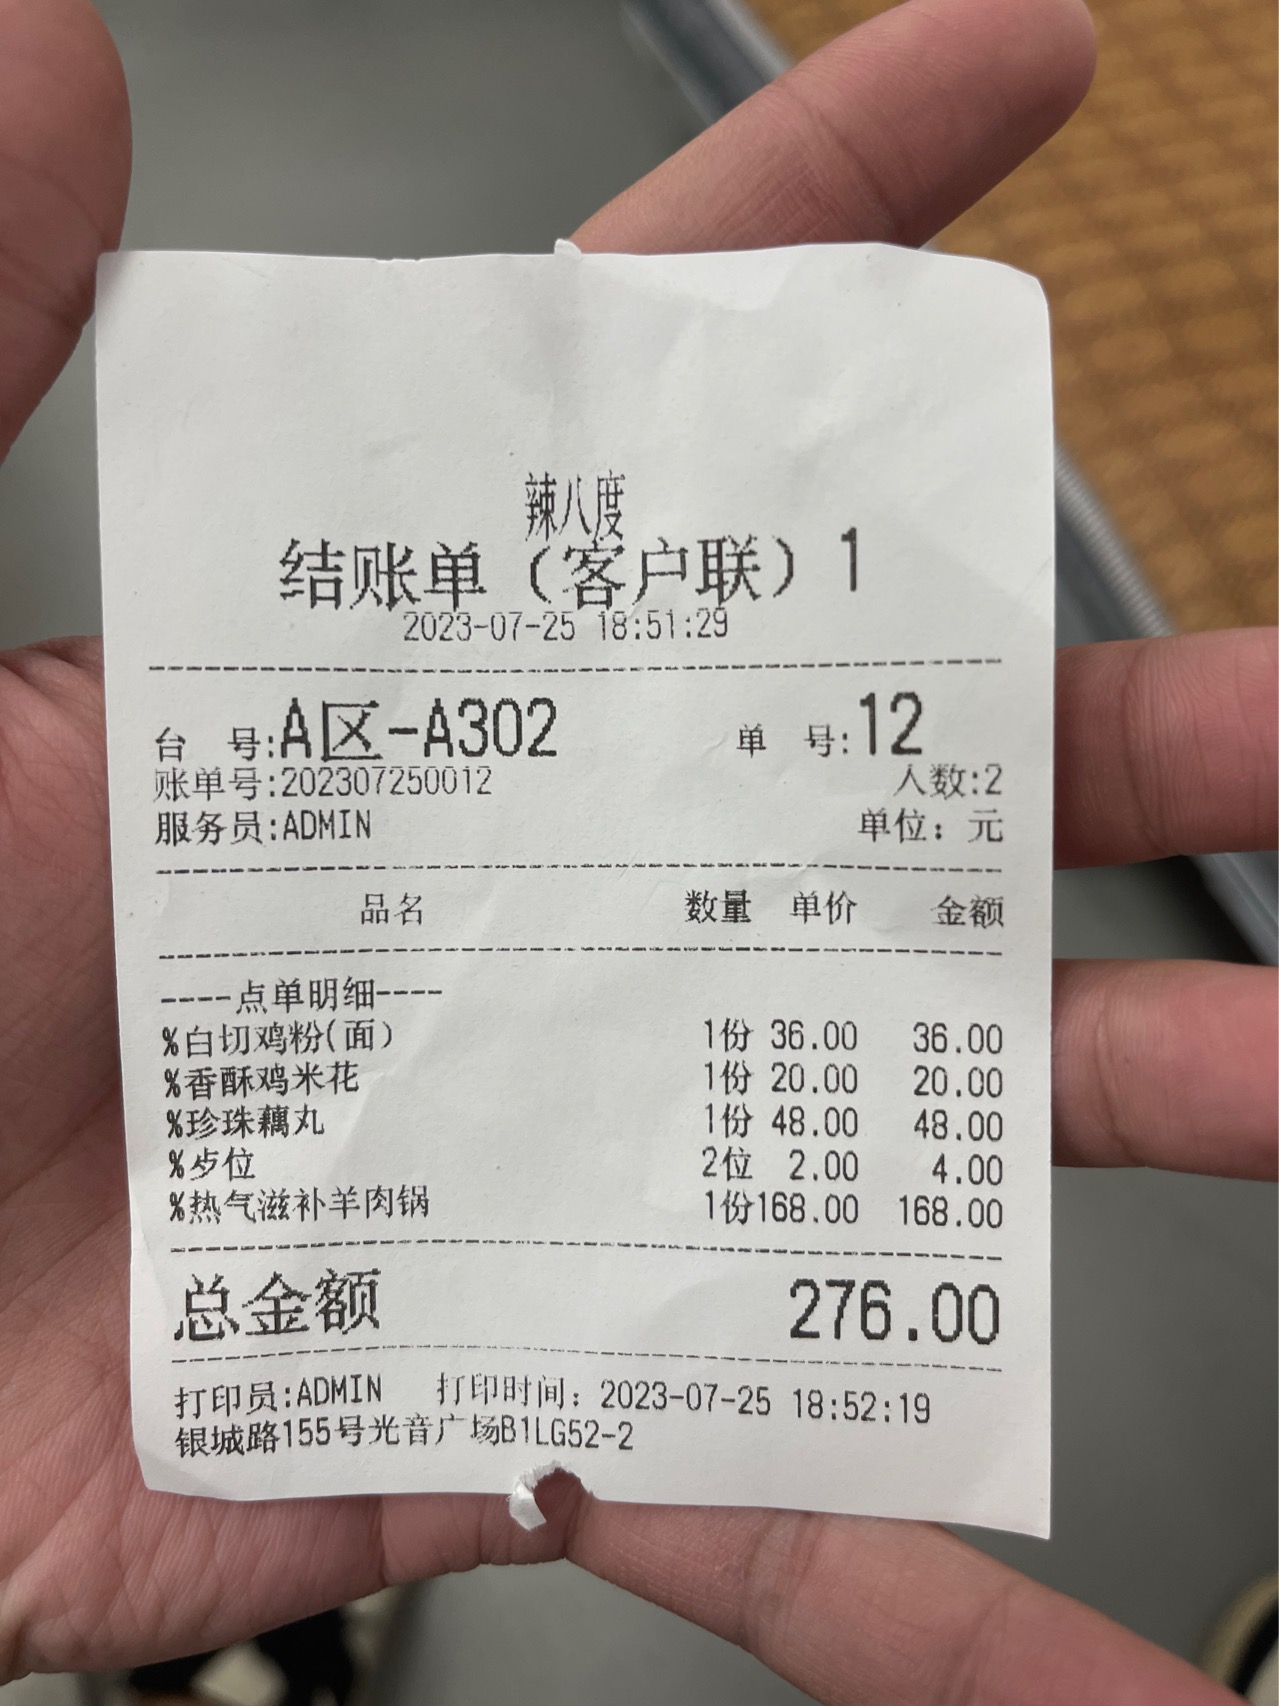 辣八度
结账单（客户联）1
2023-07-25 18:51:29
台 号:A区-A302 单 号:12
账单号:202307250012 人数:2
服务员:ADMIN 单位：元
品名 数量 单价 金额
----点单明细----
%白切鸡粉(面） 1份 36.00 36.00
%香酥鸡米花 1份 20.00 20.00
%珍珠藕丸 1份 48.00 48.00
%歺位 2位 2.00 4.00
%热气滋补羊肉锅 1份168.00 168.00
总金额 276.00
打印员:ADMIN 打印时间：2023-07-25 18:52:19
银城路155号光音广场B1LG52-2